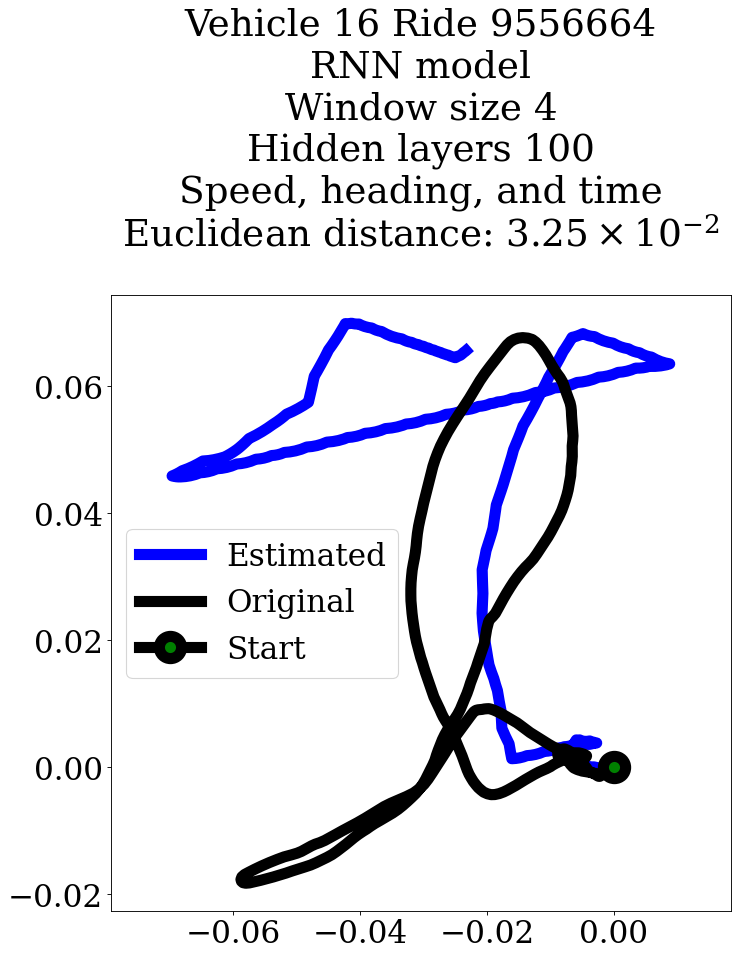 Vehicle 16 Ride 9556664
RNN model
Window size 4
Hidden layers 100
Speed, heading, and time
Euclidean distance: 3.25 × 10⁻²
0.06
0.04
0.02
0.00
−0.02
Estimated
Original
Start
−0.06 −0.04 −0.02 0.00